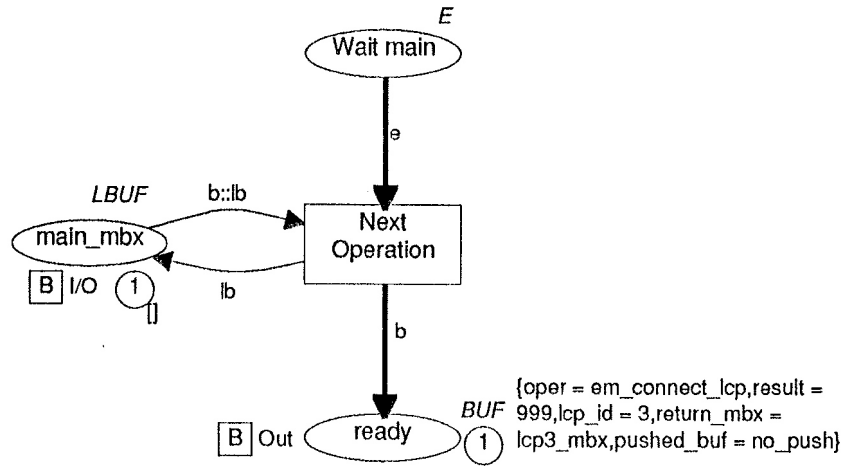 E
Wait main
e
LBUF
b::lb
main_mbx
Next
Operation
B I/O 1
[]
lb
b
{oper = em_connect_lcp,result =
BUF 999,lcp_id = 3,return_mbx =
B Out ready 1 lcp3_mbx,pushed_buf = no_push}